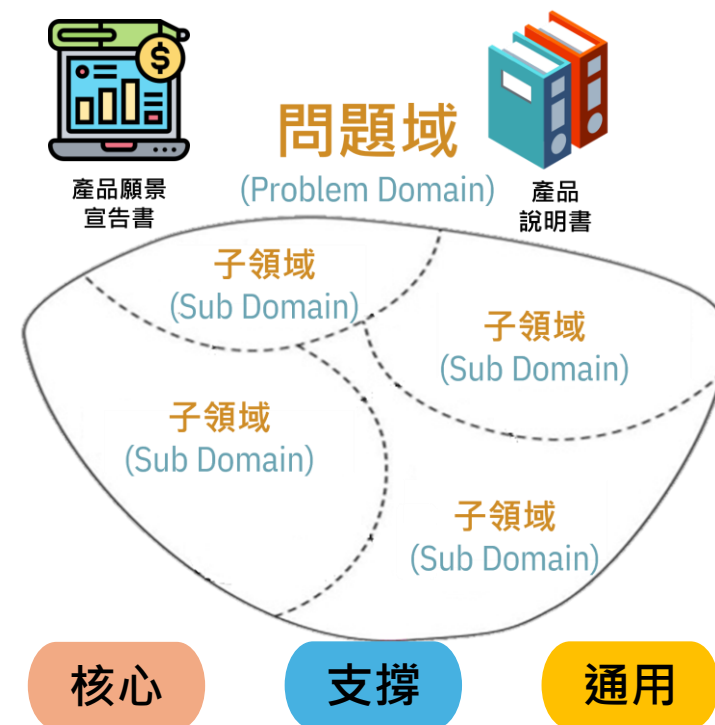 $
問題域
(Problem Domain)
產品願景
宣告書
產品
說明書
子領域
(Sub Domain)
子領域
(Sub Domain)
子領域
(Sub Domain)
子領域
(Sub Domain)
核心
支撐
通用